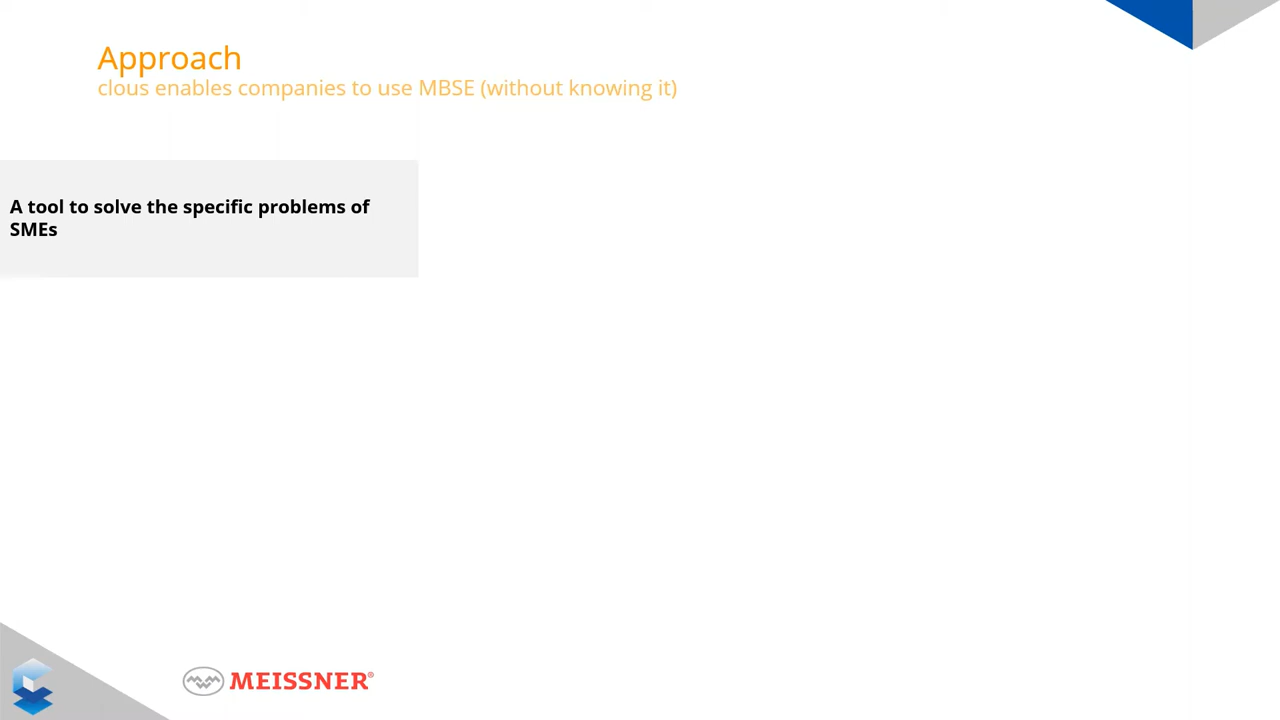 Approach
clous enables companies to use MBSE (without knowing it)
A tool to solve the specific problems of
SMEs
MEISSNER®